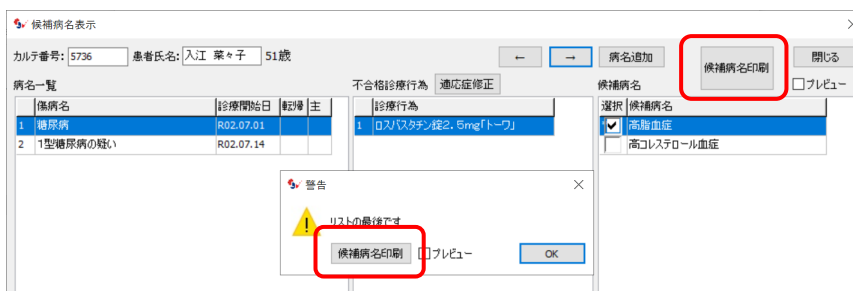 候補病名表示
カルテ番号: 5736 患者氏名: 入江 菜々子 51歳 ← → 病名追加 候補病名印刷 閉じる
病名一覧 不合格診療行為 適応症修正 候補病名 プレビュー
傷病名 診療開始日 転帰 主 診療行為 選択 候補病名
1 糖尿病 R02.07.01 1 ロスバスタチン錠2.5mg「トーワ」 高脂血症
2 1型糖尿病の疑い R02.07.14 高コレステロール血症
警告
リストの最後です
候補病名印刷 プレビュー OK